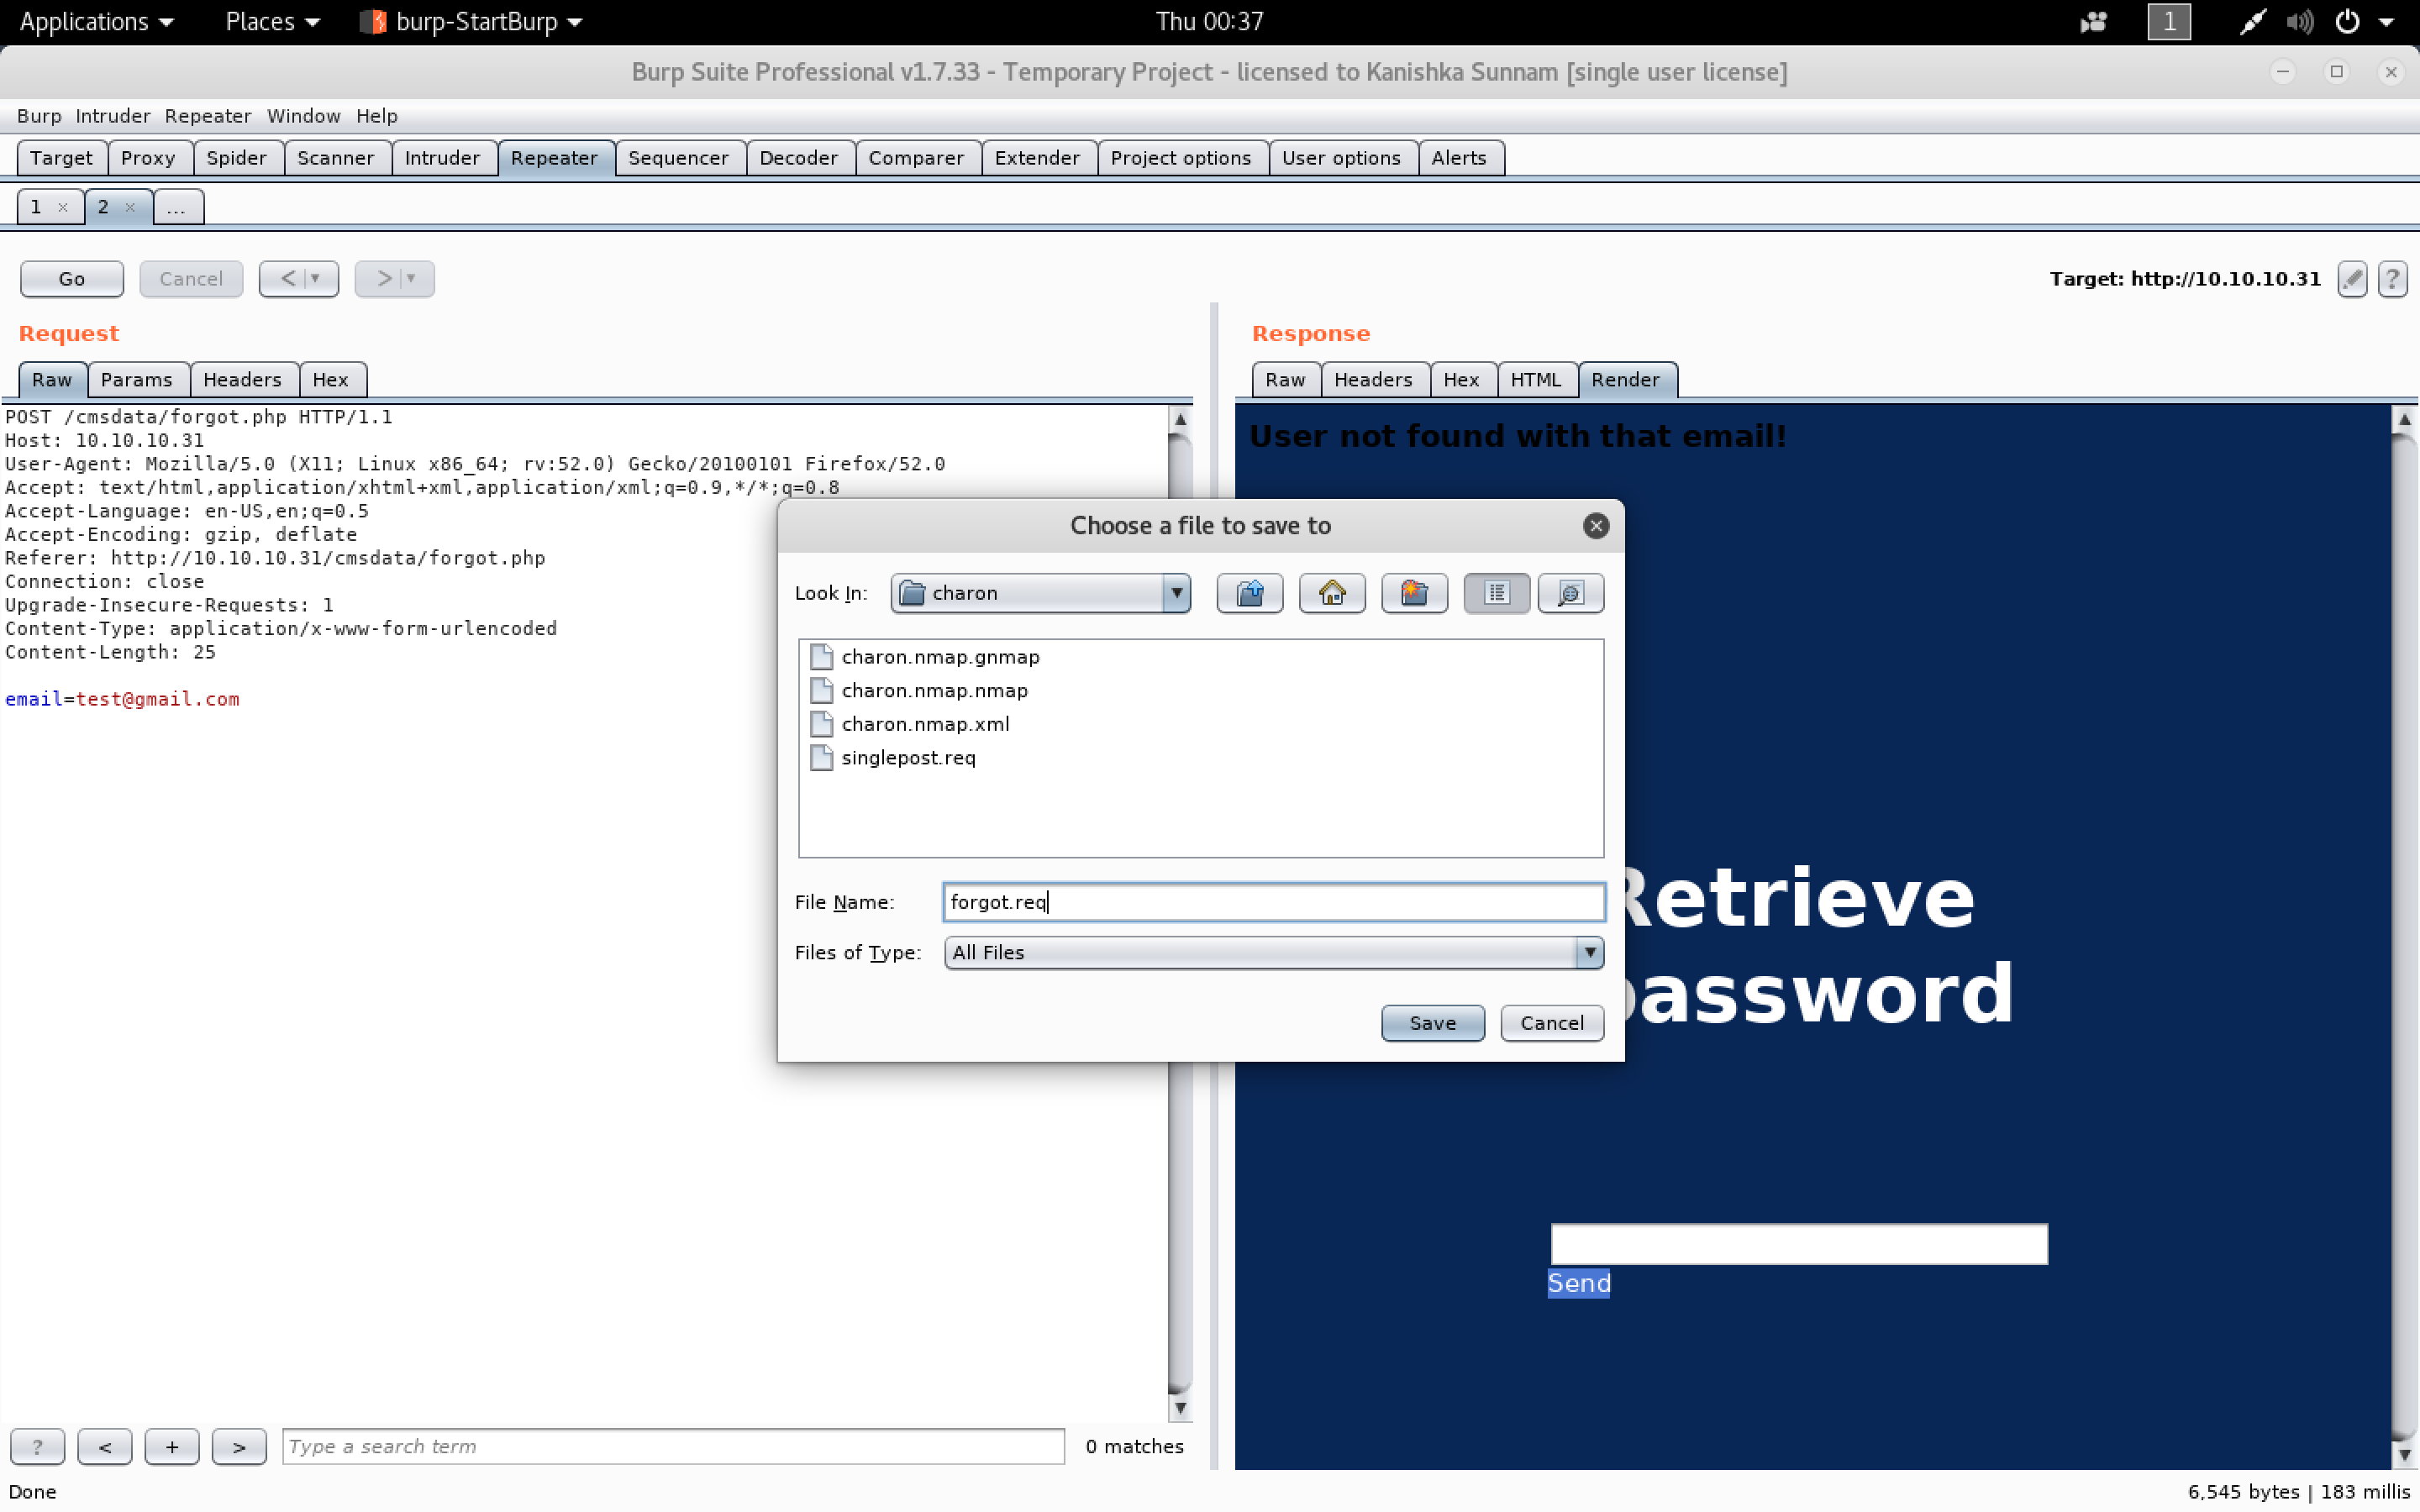 Applications Places burp-StartBurp Thu 00:37 1
Burp Suite Professional v1.7.33 - Temporary Project - licensed to Kanishka Sunnam [single user license]
Burp Intruder Repeater Window Help
Target Proxy Spider Scanner Intruder Repeater Sequencer Decoder Comparer Extender Project options User options Alerts
1 × 2 × ...
Go Cancel < > Target: http://10.10.10.31 ?
Request
Raw Params Headers Hex
POST /cmsdata/forgot.php HTTP/1.1
Host: 10.10.10.31
User-Agent: Mozilla/5.0 (X11; Linux x86_64; rv:52.0) Gecko/20100101 Firefox/52.0
Accept: text/html,application/xhtml+xml,application/xml;q=0.9,*/*;q=0.8
Accept-Language: en-US,en;q=0.5
Accept-Encoding: gzip, deflate
Referer: http://10.10.10.31/cmsdata/forgot.php
Connection: close
Upgrade-Insecure-Requests: 1
Content-Type: application/x-www-form-urlencoded
Content-Length: 25
email=test@gmail.com
Response
Raw Headers Hex HTML Render
User not found with that email!
Choose a file to save to
Look In: charon
charon.nmap.gnmap
charon.nmap.nmap
charon.nmap.xml
singlepost.req
File Name: forgot.req
Files of Type: All Files
Save Cancel
Retrieve
password
Send
? < + > Type a search term 0 matches
Done 6,545 bytes | 183 millis